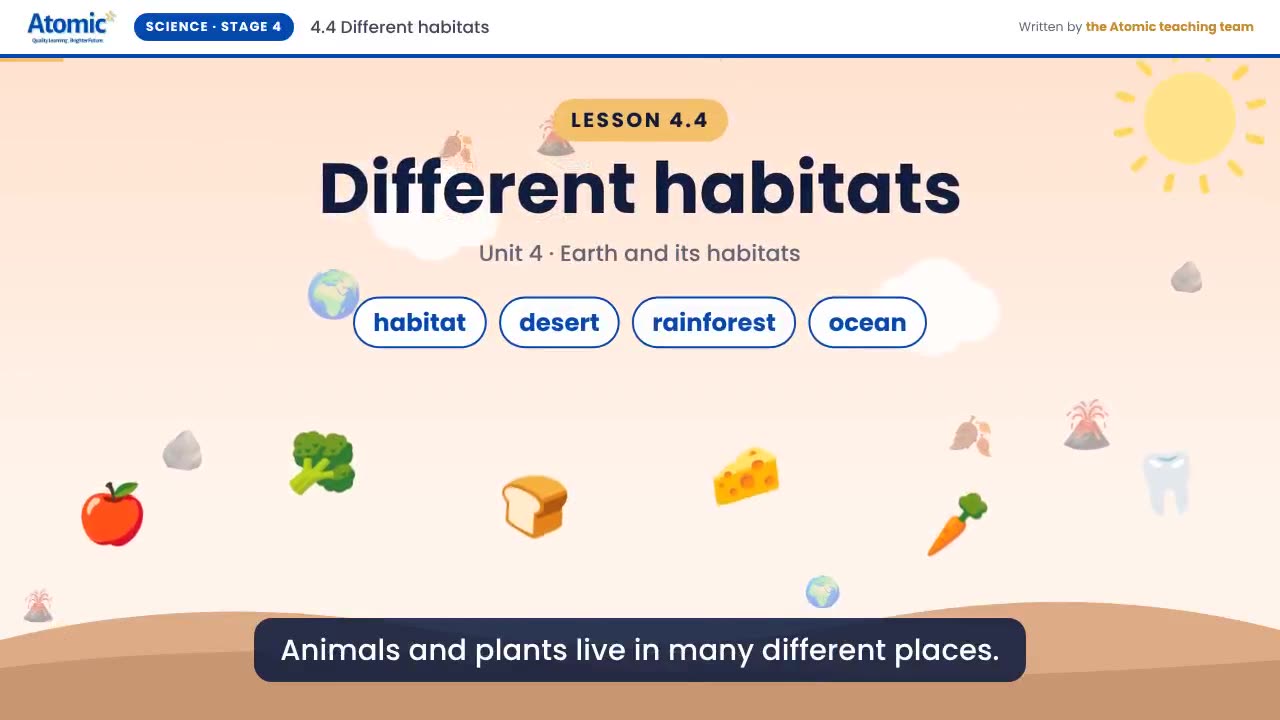 Atomic
Quality Learning · Brighter Future
SCIENCE · STAGE 4
4.4 Different habitats
Written by the Atomic teaching team
LESSON 4.4
Different habitats
Unit 4 · Earth and its habitats
habitat
desert
rainforest
ocean
Animals and plants live in many different places.